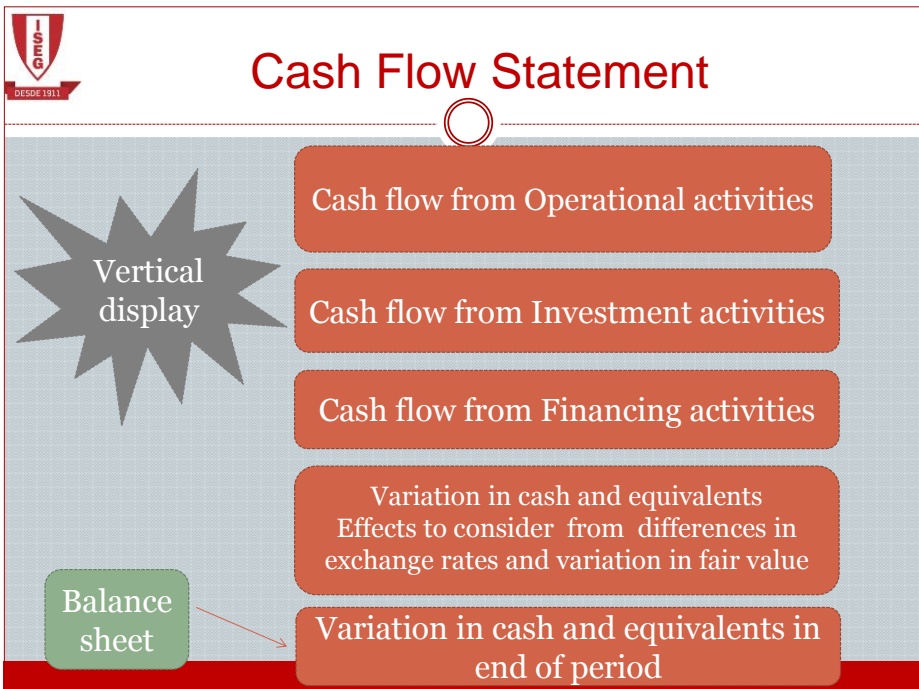 ISEG
DESDE 1911
Cash Flow Statement
Vertical
display
Cash flow from Operational activities
Cash flow from Investment activities
Cash flow from Financing activities
Variation in cash and equivalents
Effects to consider from differences in
exchange rates and variation in fair value
Balance
sheet
Variation in cash and equivalents in
end of period